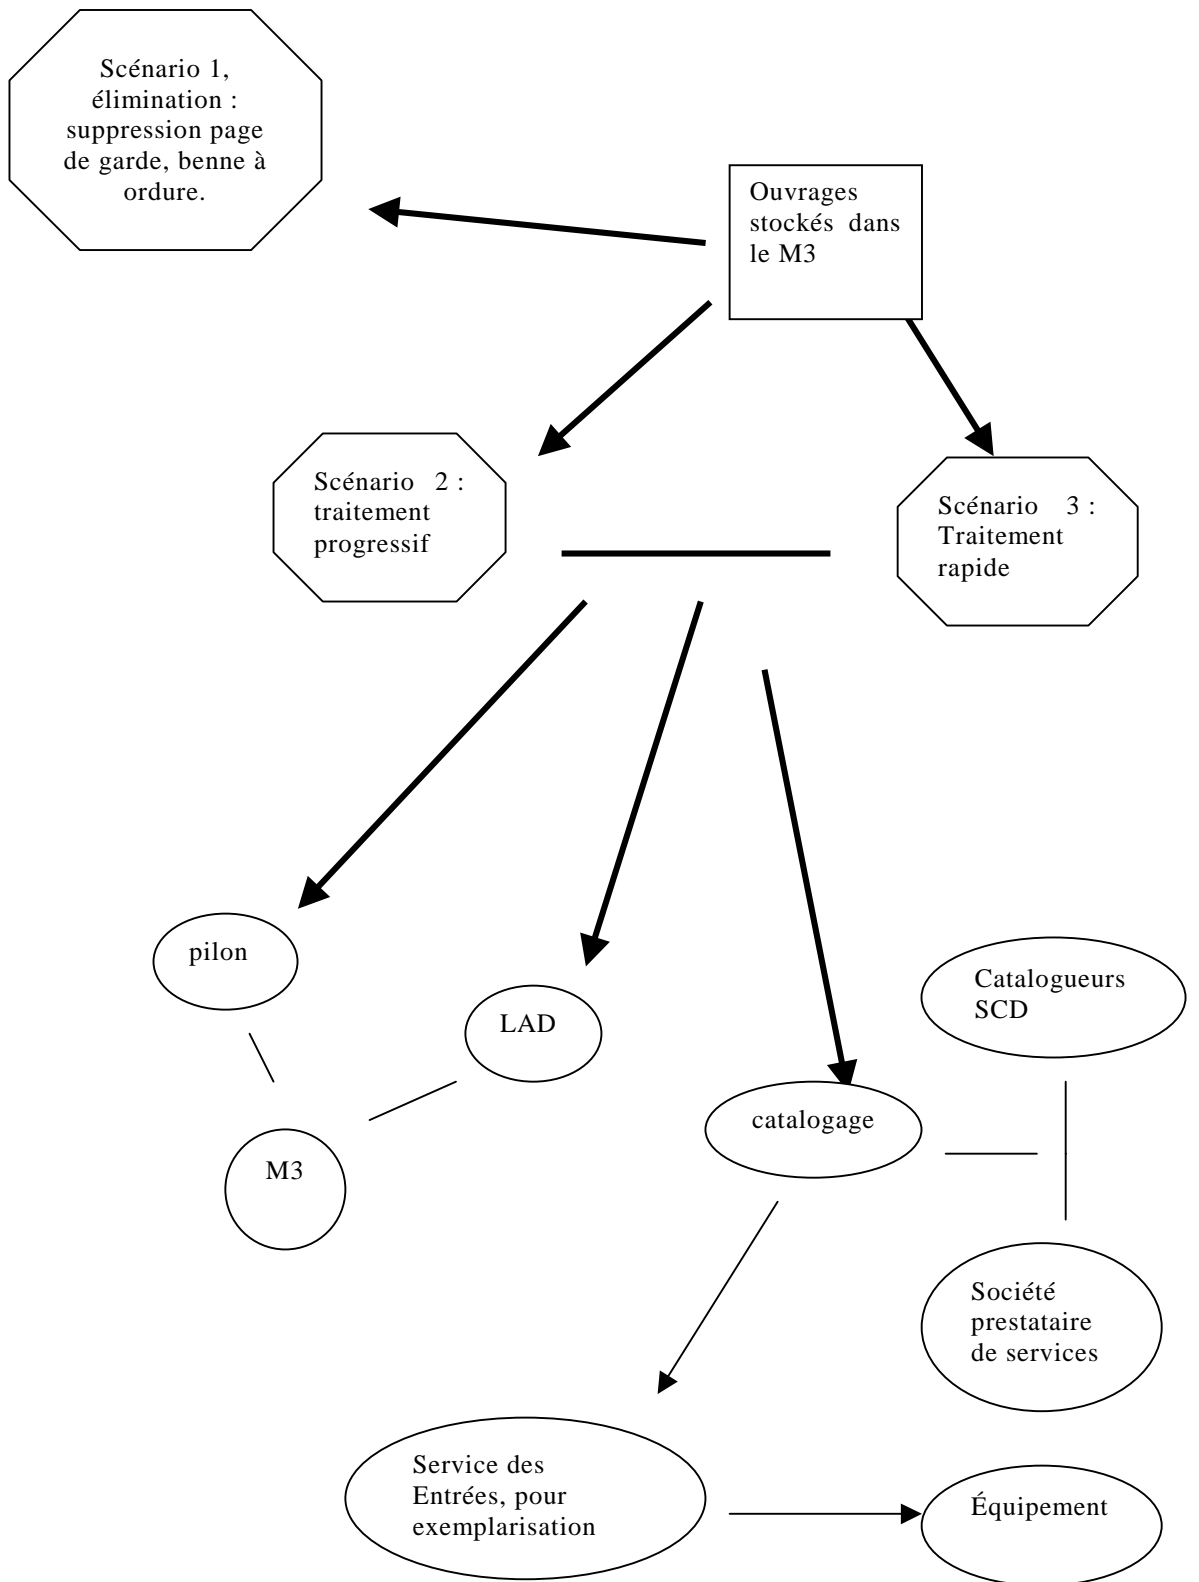 Scénario 1,
élimination :
suppression page
de garde, benne à
ordure.
Ouvrages
stockés dans
le M3
Scénario 2 :
traitement
progressif
Scénario 3 :
Traitement
rapide
pilon
LAD
Catalogueurs
SCD
catalogage
M3
Société
prestataire
de services
Service des
Entrées, pour
exemplarisation
Équipement